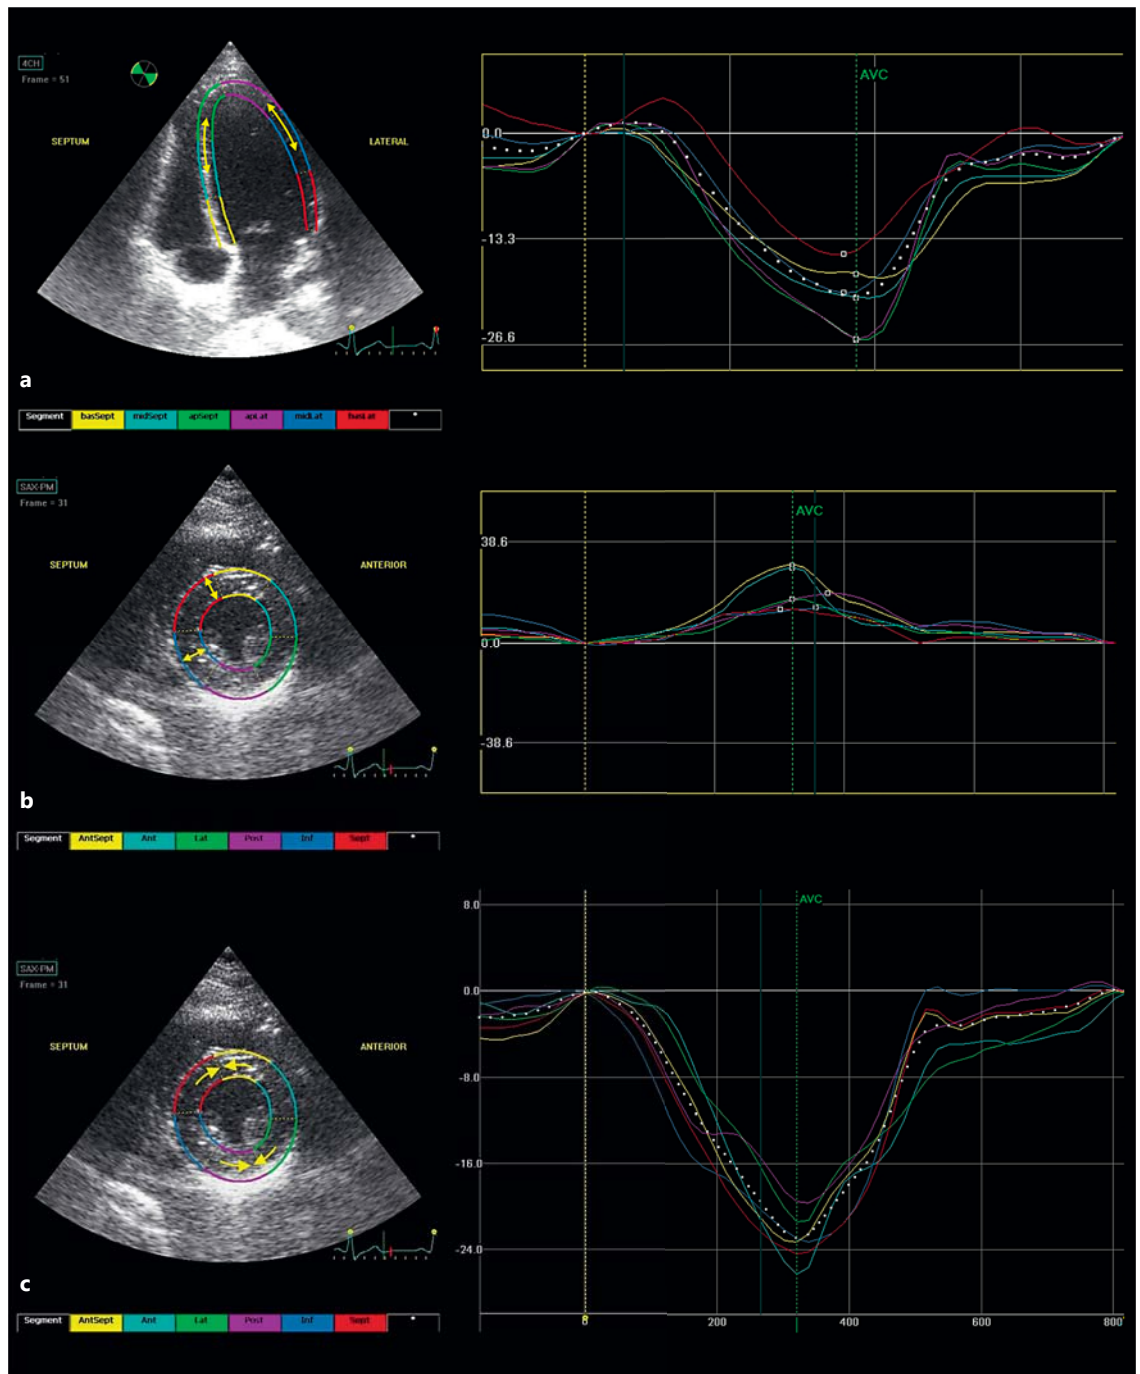 4CH
Frame = 51
SEPTUM
LATERAL
AVC
0.0
-13.3
-26.6
a
Segment basSept midSept apSept apLat midLat basLat *
SAX-PM
Frame = 31
SEPTUM
ANTERIOR
AVC
38.6
0.0
-38.6
b
Segment AntSept Ant Lat Post Inf Sept *
8.0
AVC
SAX-PM
Frame = 31
SEPTUM
ANTERIOR
0.0
-8.0
-16.0
-24.0
c
0 200 400 600 800
Segment AntSept Ant Lat Post Inf Sept *